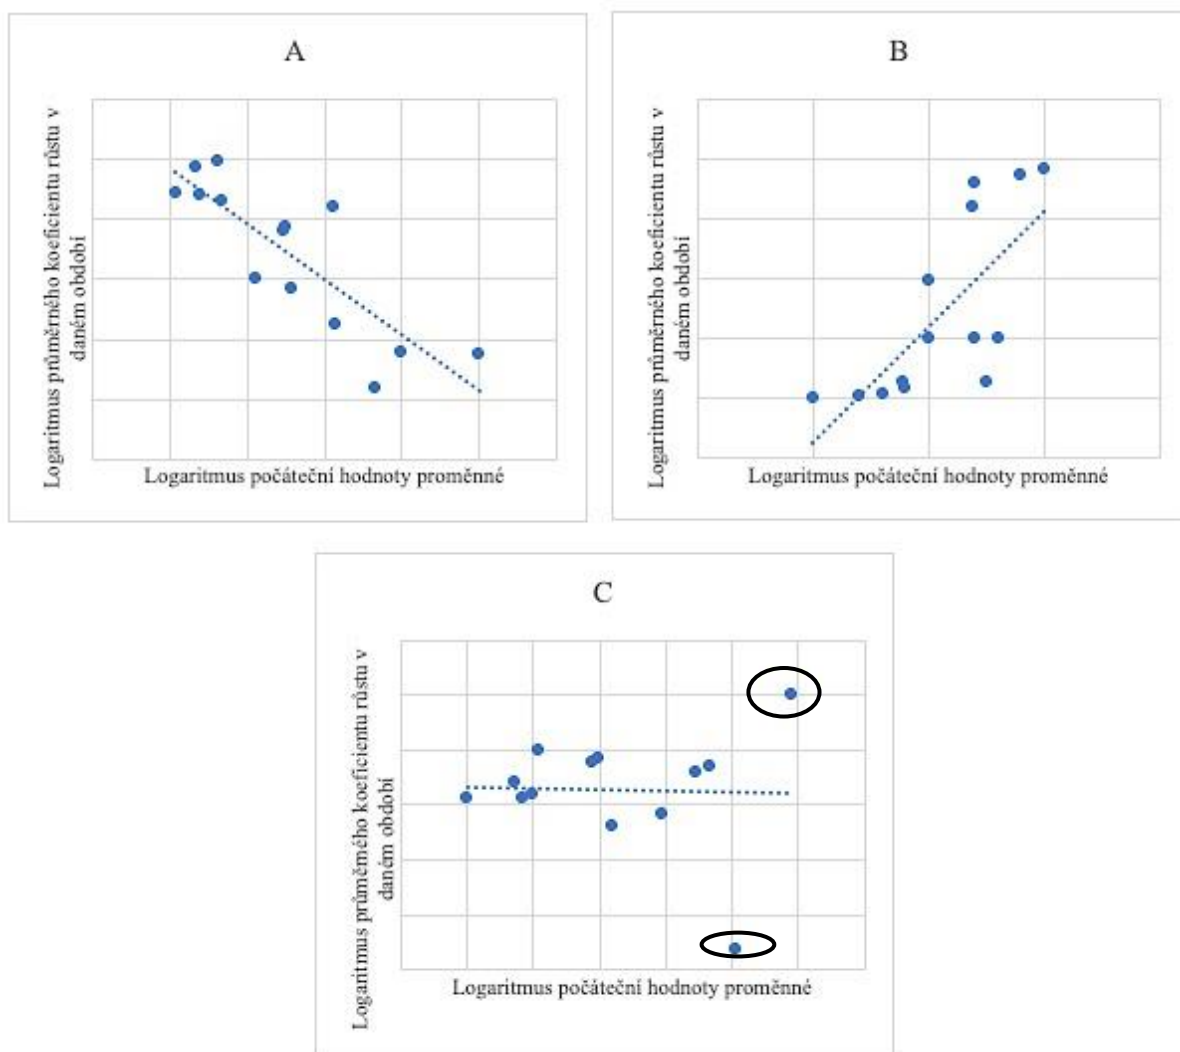 A
Logaritmus průměrného koeficientu růstu v
daném období
Logaritmus počáteční hodnoty proměnné
B
Logaritmus průměrného koeficientu růstu v
daném období
Logaritmus počáteční hodnoty proměnné
C
Logaritmus průměrného koeficientu růstu v
daném období
Logaritmus počáteční hodnoty proměnné